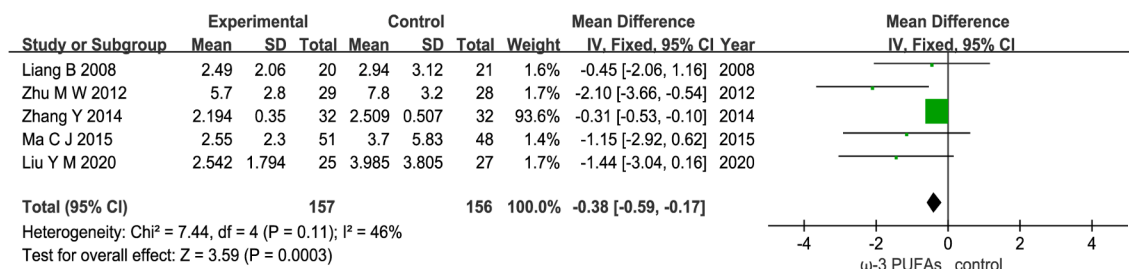 Experimental Control Mean Difference Mean Difference
Study or Subgroup Mean SD Total Mean SD Total Weight IV, Fixed, 95% CI Year IV, Fixed, 95% CI
Liang B 2008 2.49 2.06 20 2.94 3.12 21 1.6% -0.45 [-2.06, 1.16] 2008
Zhu M W 2012 5.7 2.8 29 7.8 3.2 28 1.7% -2.10 [-3.66, -0.54] 2012
Zhang Y 2014 2.194 0.35 32 2.509 0.507 32 93.6% -0.31 [-0.53, -0.10] 2014
Ma C J 2015 2.55 2.3 51 3.7 5.83 48 1.4% -1.15 [-2.92, 0.62] 2015
Liu Y M 2020 2.542 1.794 25 3.985 3.805 27 1.7% -1.44 [-3.04, 0.16] 2020
Total (95% CI) 157 156 100.0% -0.38 [-0.59, -0.17]
Heterogeneity: Chi² = 7.44, df = 4 (P = 0.11); I² = 46%
Test for overall effect: Z = 3.59 (P = 0.0003)
-4 -2 0 2 4
ω-3 PUFAs control